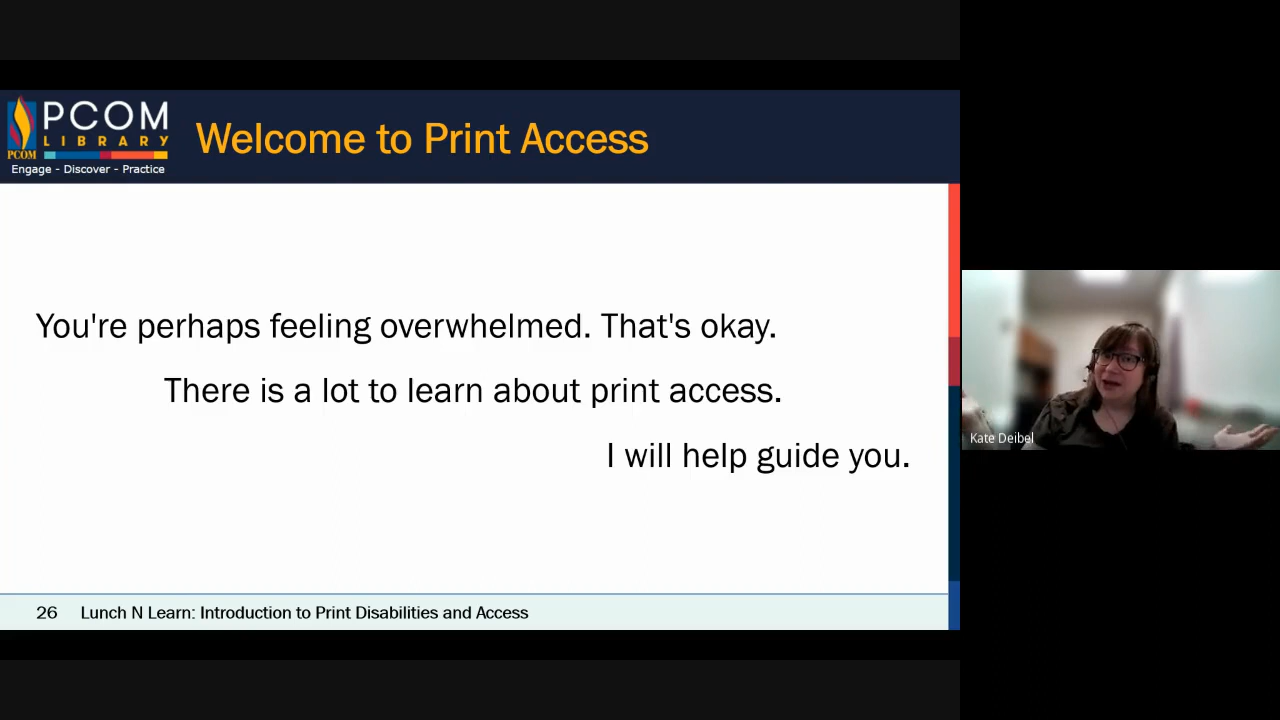 PCOM
LIBRARY
PCOM
Engage - Discover - Practice
Welcome to Print Access
You're perhaps feeling overwhelmed. That's okay.
There is a lot to learn about print access.
I will help guide you.
Kate Deibel
26 Lunch N Learn: Introduction to Print Disabilities and Access